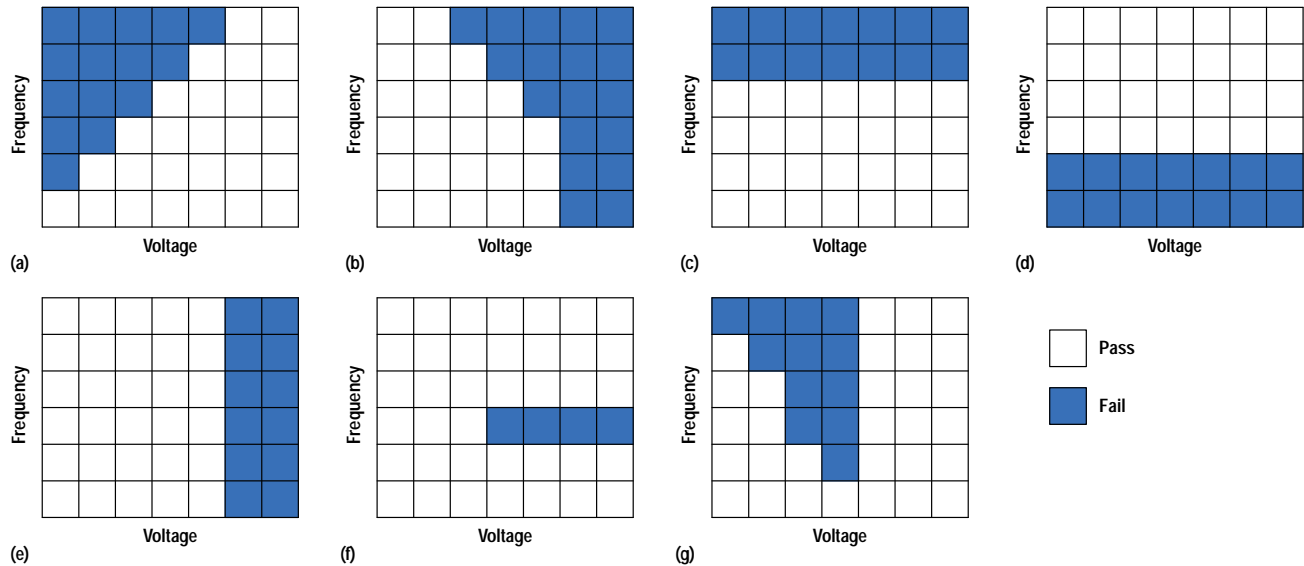 Frequency
Voltage
(a)
Frequency
Voltage
(b)
Frequency
Voltage
(c)
Frequency
Voltage
(d)
Frequency
Voltage
(e)
Frequency
Voltage
(f)
Frequency
Voltage
(g)
Pass
Fail